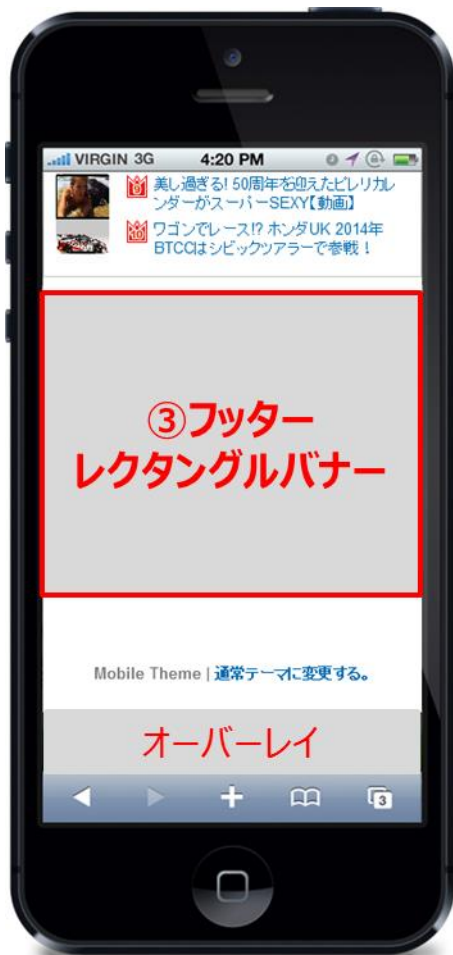 VIRGIN 3G 4:20 PM
9 美し過ぎる! 50周年を迎えたピレリカレ
ンダーがスーパーSEXY【動画】
10 ワゴンでレース!? ホンダUK 2014年
BTCCはシビックツアラーで参戦！
③フッター
レクタングルバナー
Mobile Theme | 通常テーマに変更する。
オーバーレイ
3